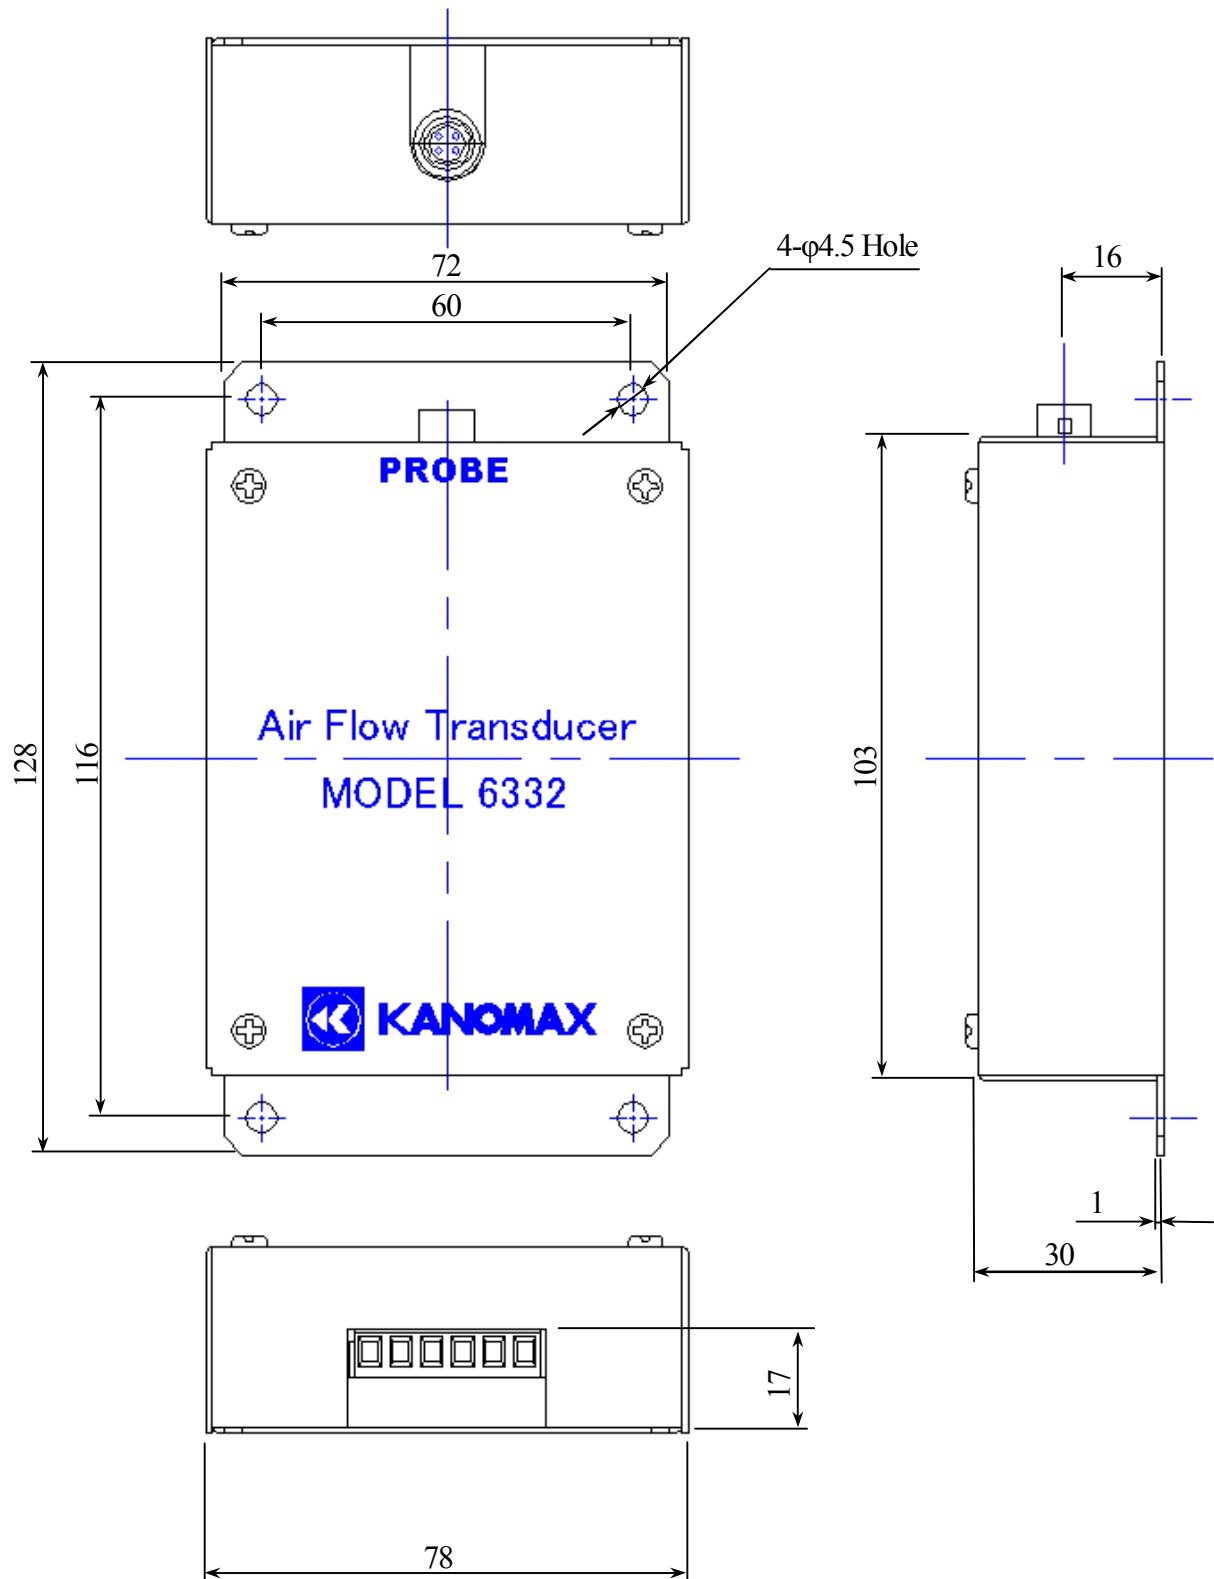 4-φ4.5 Hole
72
16
60
PROBE
Air Flow Transducer
128
116
103
MODEL 6332
KANOMAX
1
30
17
78